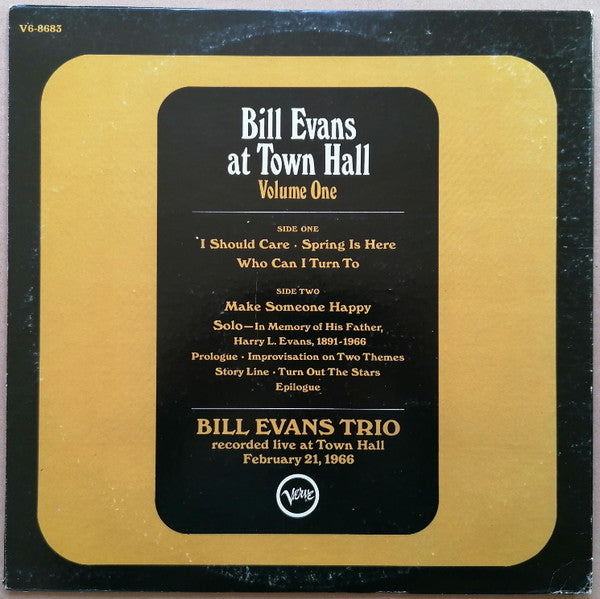 V6-8683
Bill Evans
at Town Hall
Volume One
SIDE ONE
I Should Care · Spring Is Here
Who Can I Turn To
SIDE TWO
Make Someone Happy
Solo—In Memory of His Father,
Harry L. Evans, 1891-1966
Prologue · Improvisation on Two Themes
Story Line · Turn Out The Stars
Epilogue
BILL EVANS TRIO
recorded live at Town Hall
February 21, 1966
Verve